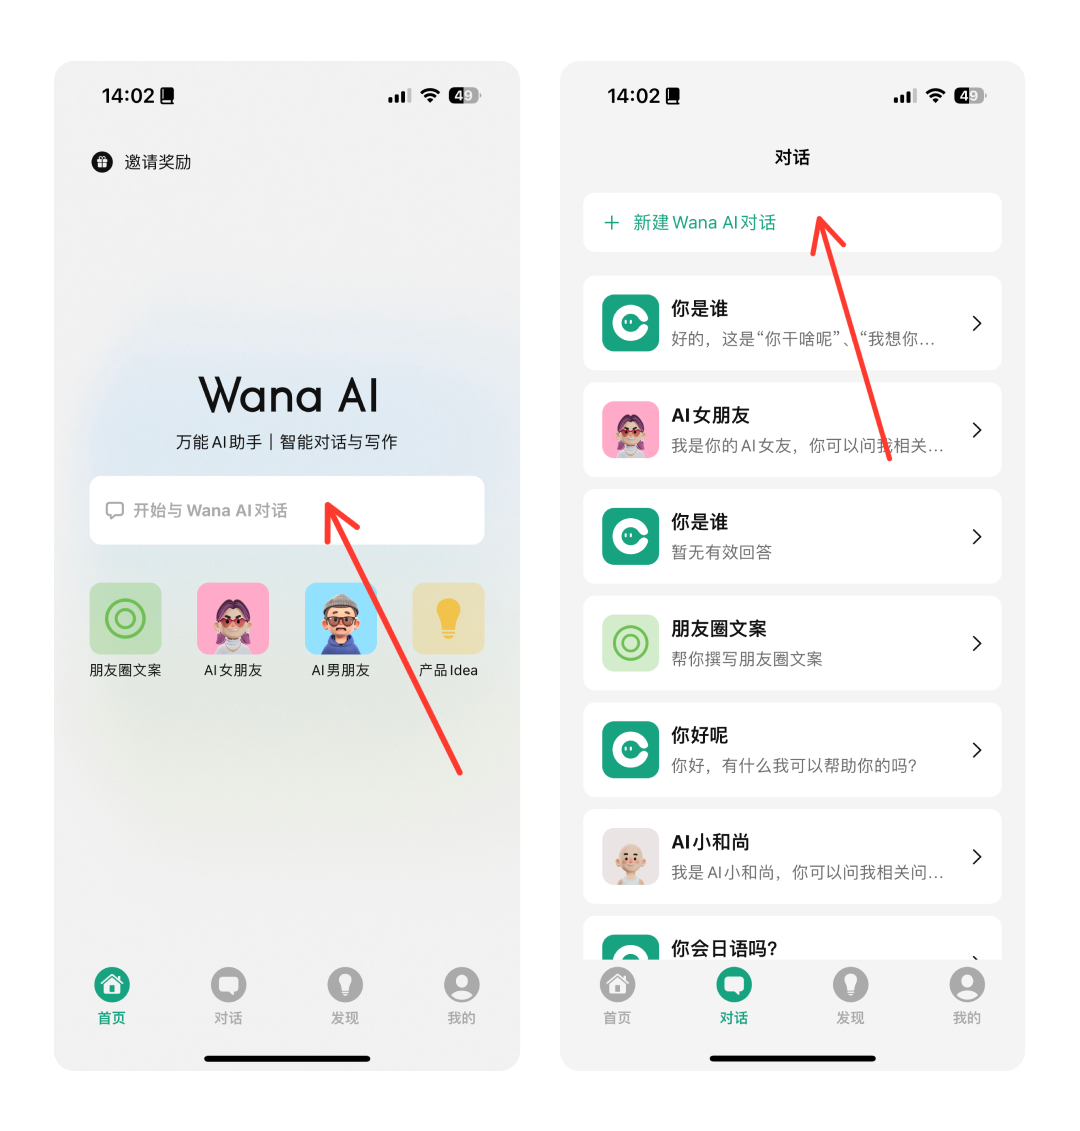 14:02
49
邀请奖励
Wana AI
万能AI助手｜智能对话与写作
开始与 Wana AI对话
朋友圈文案
AI女朋友
AI男朋友
产品Idea
首页
对话
发现
我的
14:02
49
对话
+ 新建Wana AI对话
你是谁
好的，这是“你干啥呢”、“我想你...
AI女朋友
我是你的AI女友，你可以问我相关...
你是谁
暂无有效回答
朋友圈文案
帮你撰写朋友圈文案
你好呢
你好，有什么我可以帮助你的吗?
AI小和尚
我是AI小和尚，你可以问我相关问...
你会日语吗?
首页
对话
发现
我的